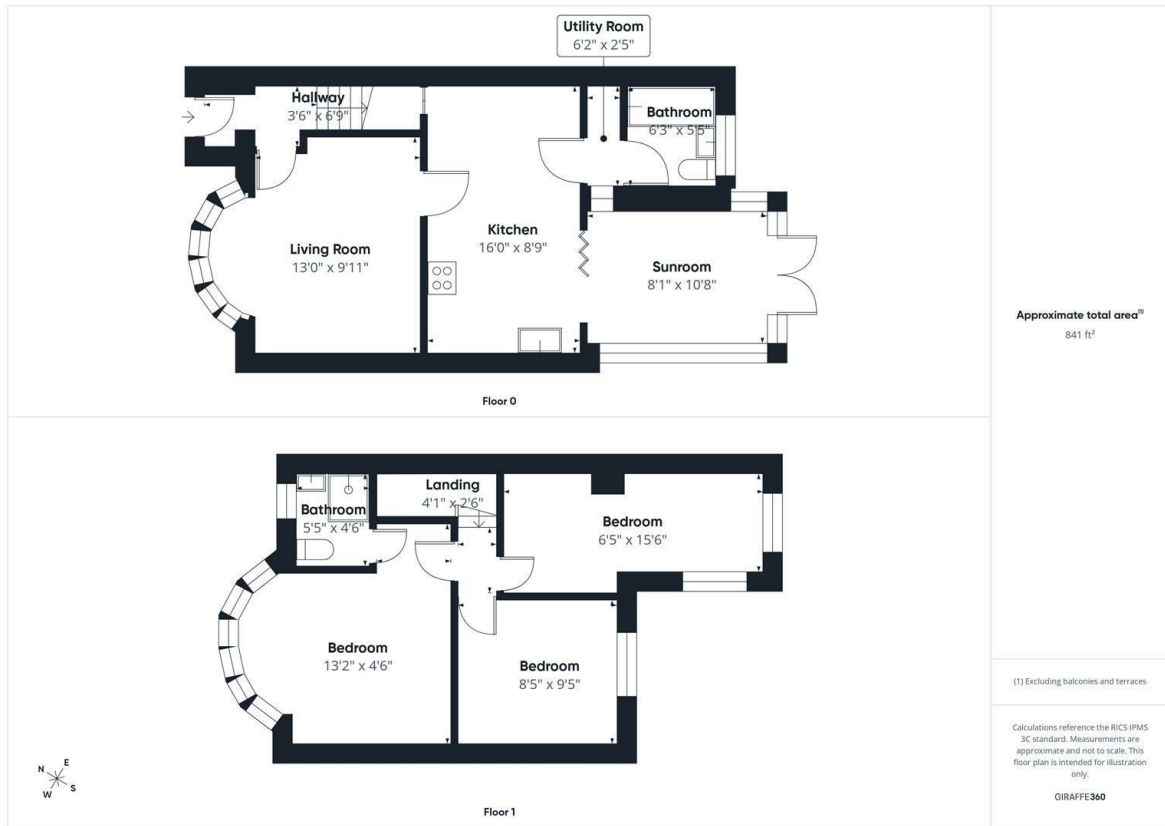 Utility Room
6'2" x 2'5"
Hallway
3'6" x 6'9"
Bathroom
6'3" x 5'5"
Kitchen
16'0" x 8'9"
Living Room
13'0" x 9'11"
Sunroom
8'1" x 10'8"
Floor 0
Approximate total area(1)
841 ft²
Landing
4'1" x 2'6"
Bathroom
5'5" x 4'6"
Bedroom
6'5" x 15'6"
Bedroom
13'2" x 4'6"
Bedroom
8'5" x 9'5"
N
E
S
W
Floor 1
(1) Excluding balconies and terraces
Calculations reference the RICS IPMS
3C standard. Measurements are
approximate and not to scale. This
floor plan is intended for illustration
only.
GIRAFFE360